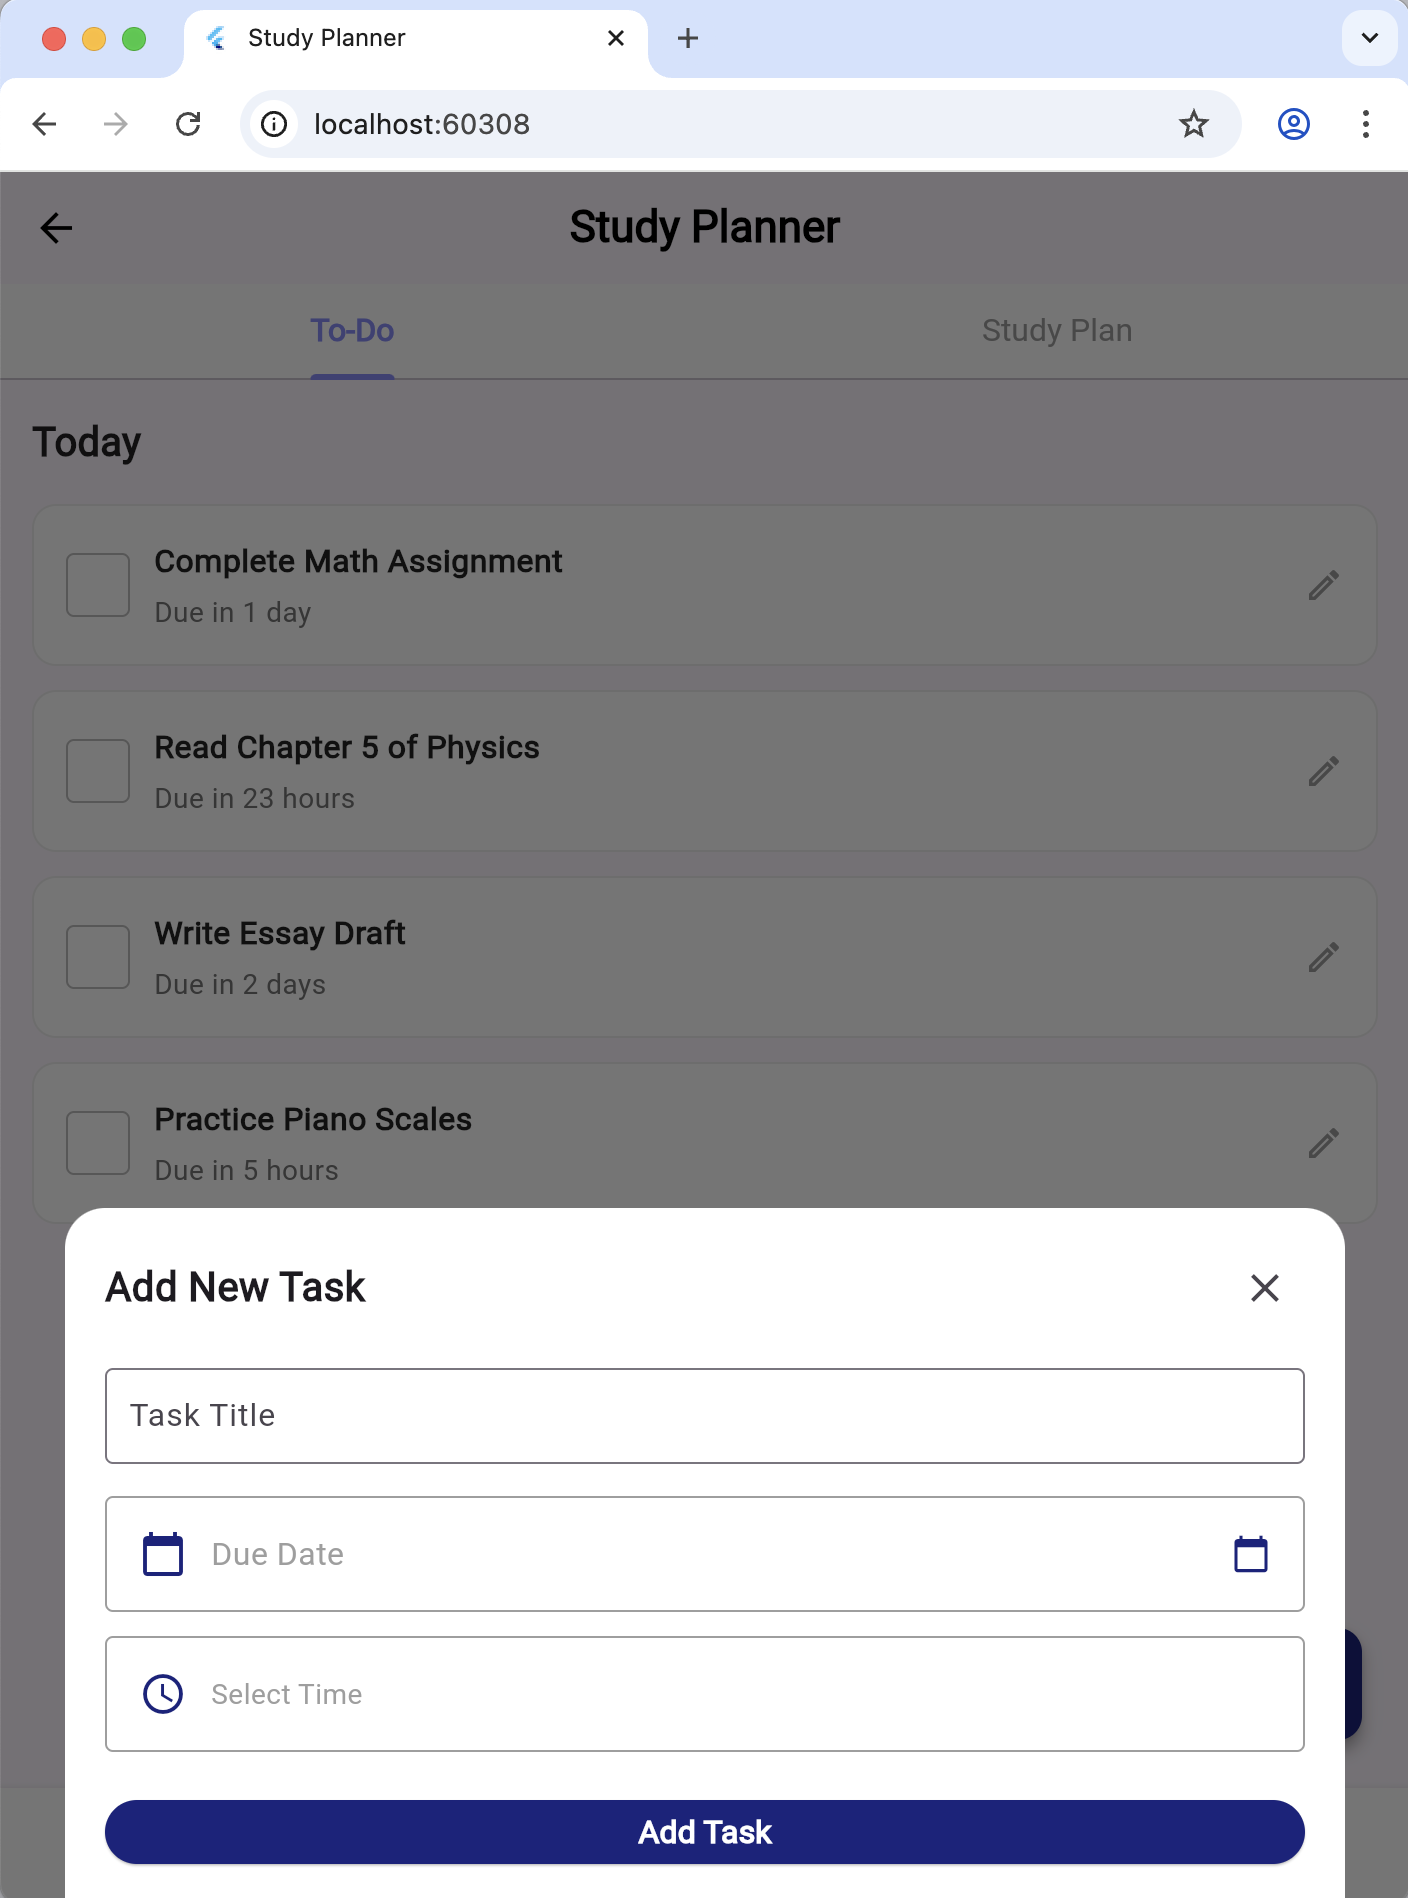 Study Planner
localhost:60308
Study Planner
To-Do
Study Plan
Today
Complete Math Assignment
Due in 1 day
Read Chapter 5 of Physics
Due in 23 hours
Write Essay Draft
Due in 2 days
Practice Piano Scales
Due in 5 hours
Add New Task
Task Title
Due Date
Select Time
Add Task